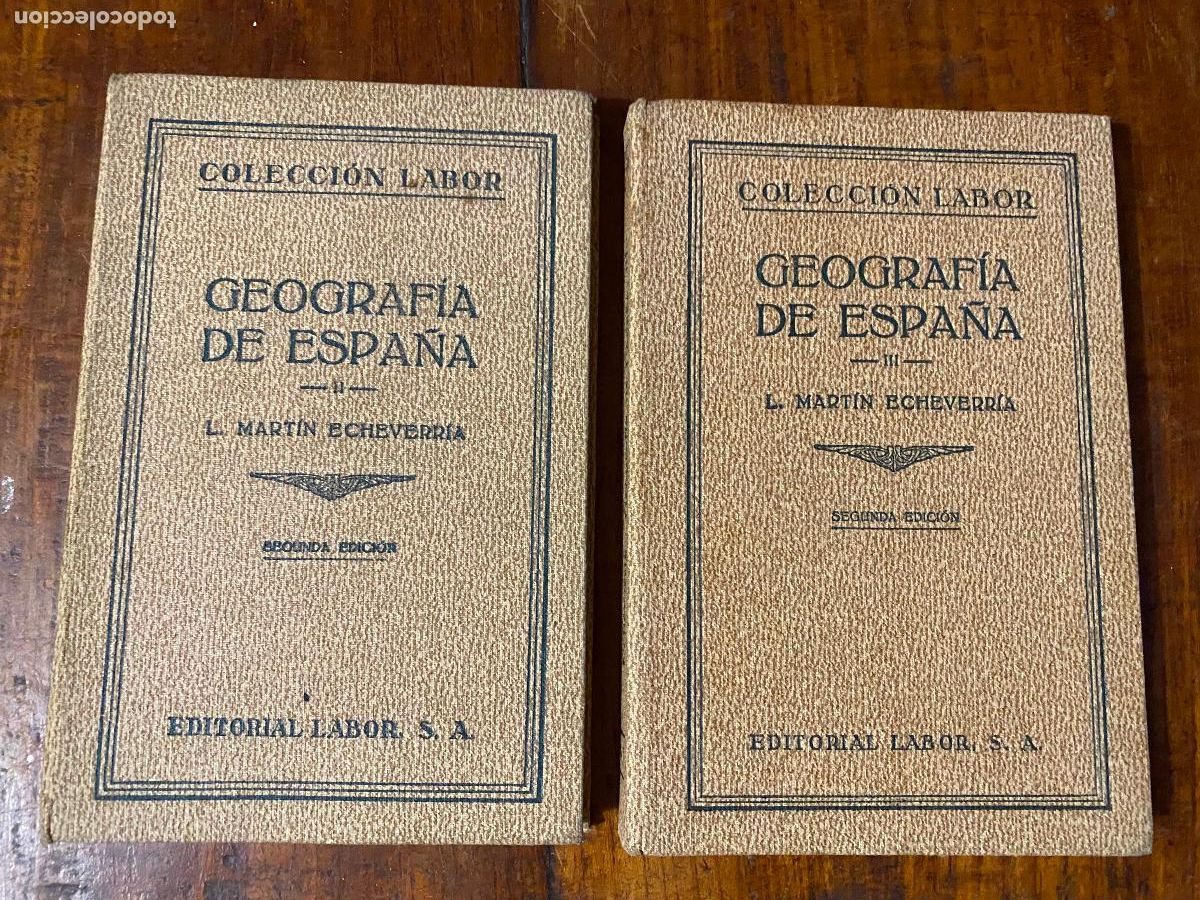 todocoleccion
COLECCIÓN LABOR
GEOGRAFÍA
DE ESPAÑA
—II—
L. MARTÍN ECHEVERRÍA
SEGUNDA EDICIÓN
EDITORIAL LABOR, S. A.
COLECCIÓN LABOR
GEOGRAFÍA
DE ESPAÑA
—III—
L. MARTÍN ECHEVERRÍA
SEGUNDA EDICIÓN
EDITORIAL LABOR, S. A.